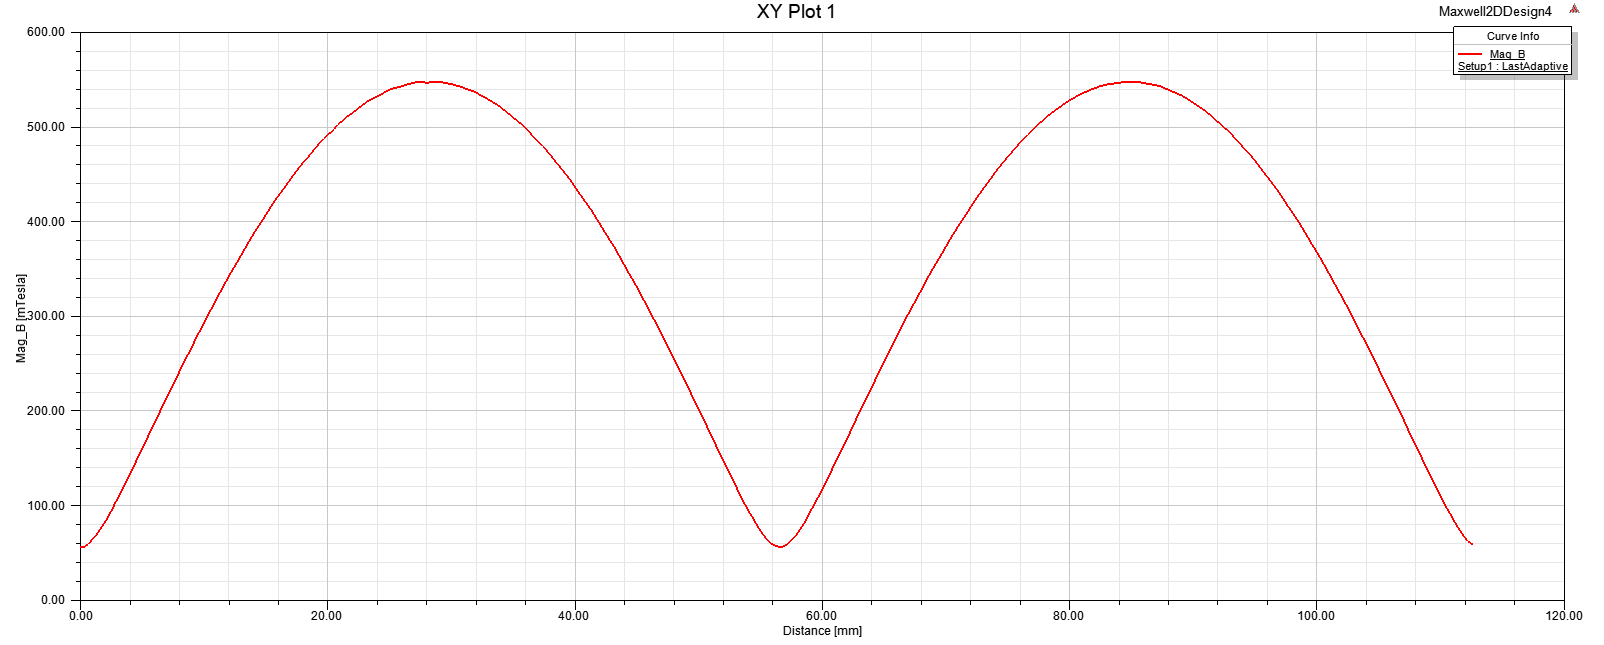 XY Plot 1
Maxwell2DDesign4
Curve Info
Mag_B
Setup1 : LastAdaptive
600.00
500.00
400.00
300.00
200.00
100.00
0.00
Mag_B [mTesla]
0.00 20.00 40.00 60.00 80.00 100.00 120.00
Distance [mm]